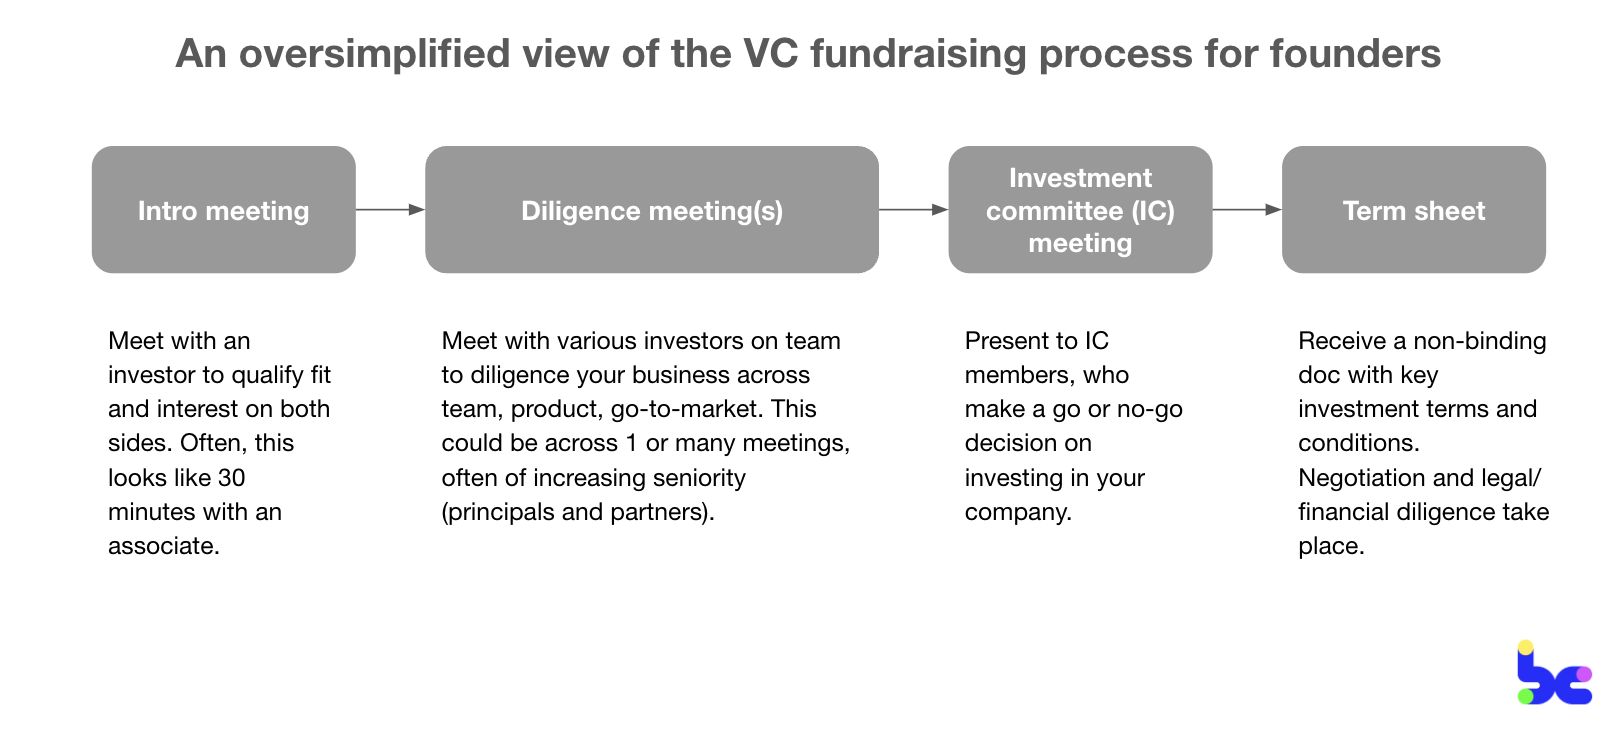 An oversimplified view of the VC fundraising process for founders
Intro meeting
Diligence meeting(s)
Investment
committee (IC)
meeting
Term sheet
Meet with an
investor to qualify fit
and interest on both
sides. Often, this
looks like 30
minutes with an
associate.
Meet with various investors on team
to diligence your business across
team, product, go-to-market. This
could be across 1 or many meetings,
often of increasing seniority
(principals and partners).
Present to IC
members, who
make a go or no-go
decision on
investing in your
company.
Receive a non-binding
doc with key
investment terms and
conditions.
Negotiation and legal/
financial diligence take
place.
bc